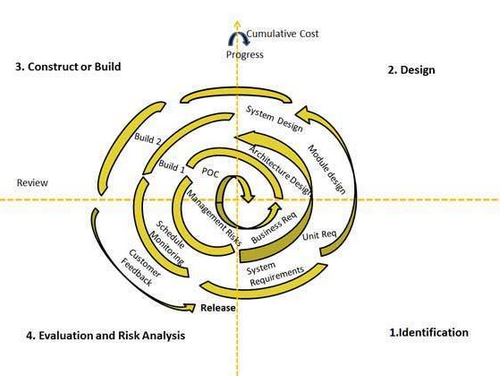 Cumulative Cost
Progress
3. Construct or Build
2. Design
System Design
Build 2
Architecture Design
Module design
Build 1
POC
Review
Management Risks
Business Req
Unit Req
Schedule
Monitoring
System
Requirements
Customer
Feedback
Release
4. Evaluation and Risk Analysis
1.Identification